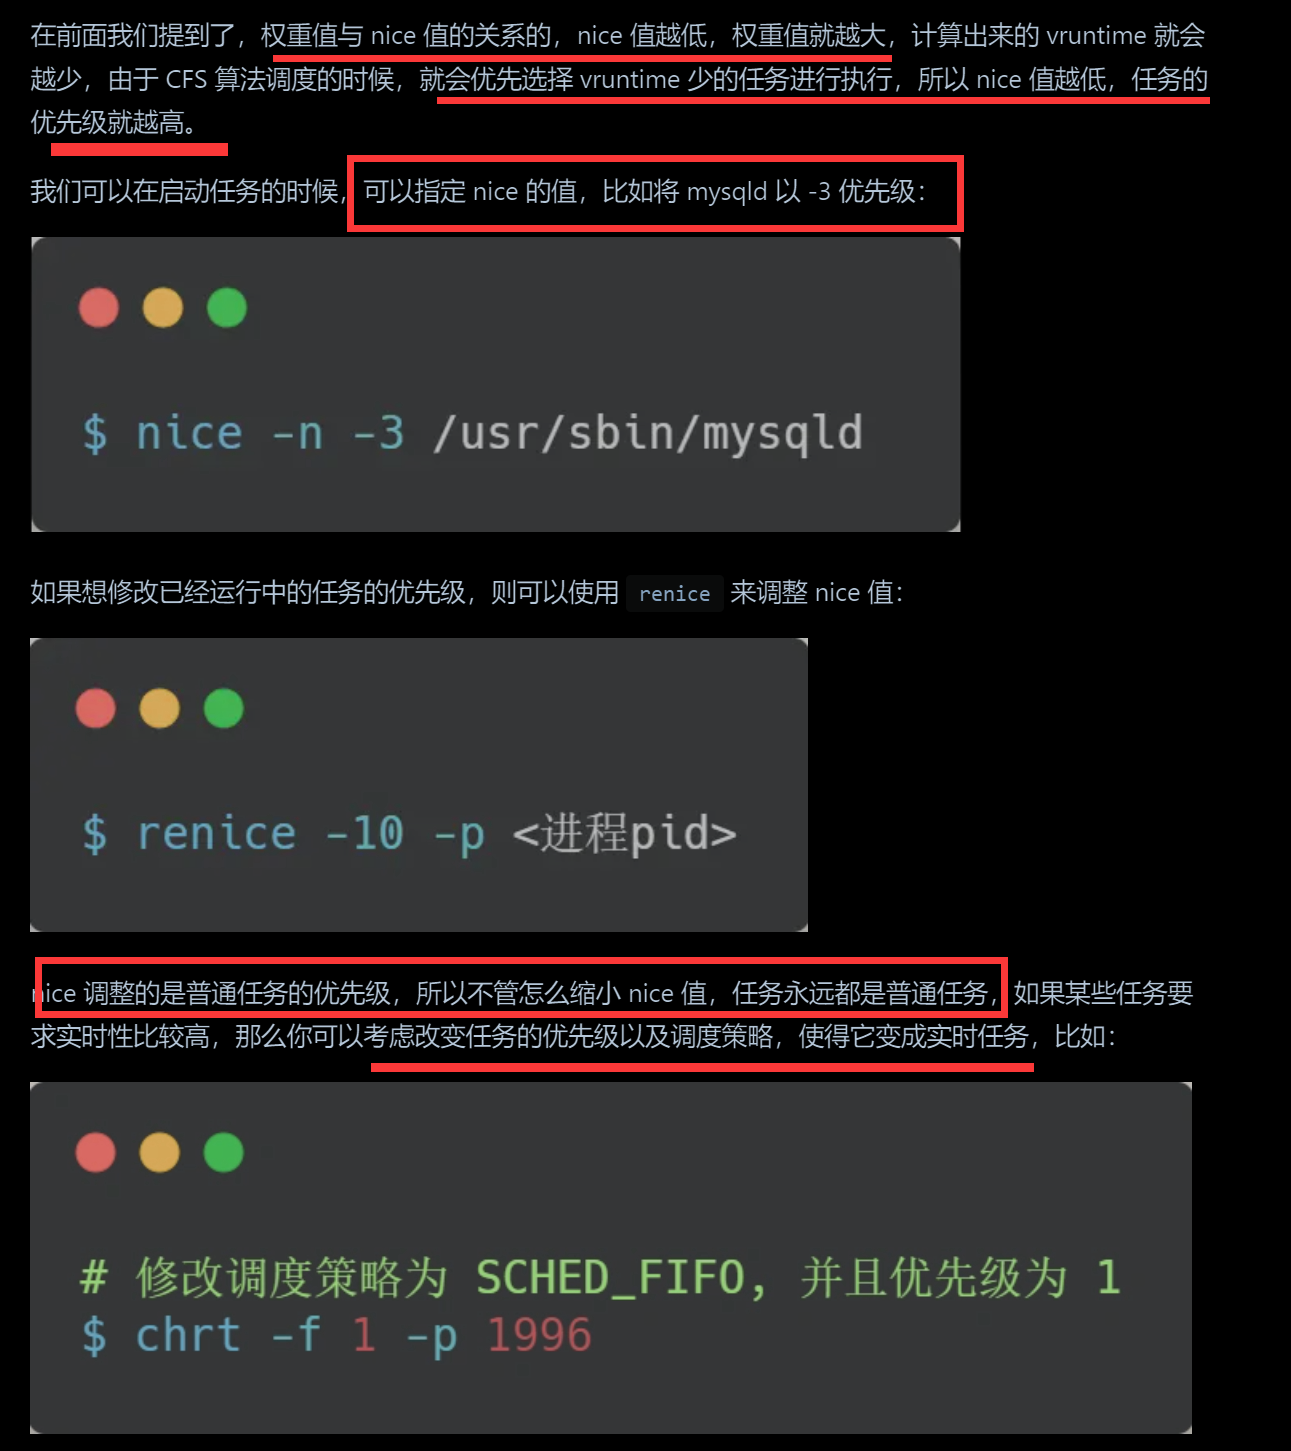 在前面我们提到了，权重值与 nice 值的关系的，nice 值越低，权重值就越大，计算出来的 vruntime 就会
越少，由于 CFS 算法调度的时候，就会优先选择 vruntime 少的任务进行执行，所以 nice 值越低，任务的
优先级就越高。
我们可以在启动任务的时候，可以指定 nice 的值，比如将 mysqld 以 -3 优先级：
$ nice -n -3 /usr/sbin/mysqld
如果想修改已经运行中的任务的优先级，则可以使用 renice 来调整 nice 值：
$ renice -10 -p <进程pid>
nice 调整的是普通任务的优先级，所以不管怎么缩小 nice 值，任务永远都是普通任务，如果某些任务要
求实时性比较高，那么你可以考虑改变任务的优先级以及调度策略，使得它变成实时任务，比如：
# 修改调度策略为 SCHED_FIFO, 并且优先级为 1
$ chrt -f 1 -p 1996